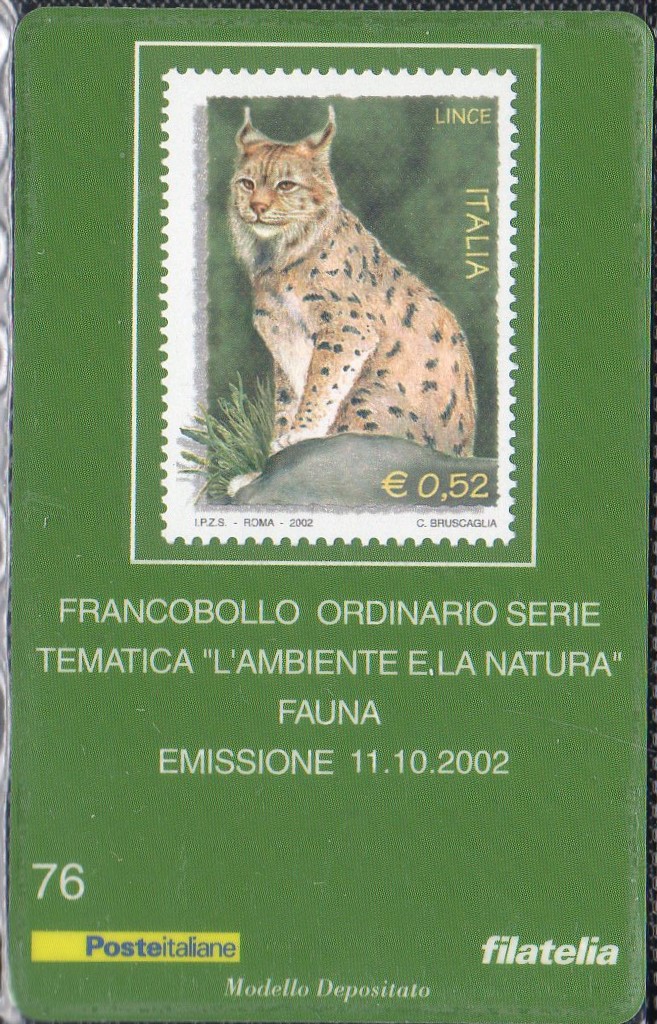 LINCE
ITALIA
€ 0,52
I.P.Z.S. - ROMA - 2002 C. BRUSCAGLIA
FRANCOBOLLO ORDINARIO SERIE
TEMATICA "L'AMBIENTE E LA NATURA"
FAUNA
EMISSIONE 11.10.2002
76
Posteitaliane filatelia
Modello Depositato